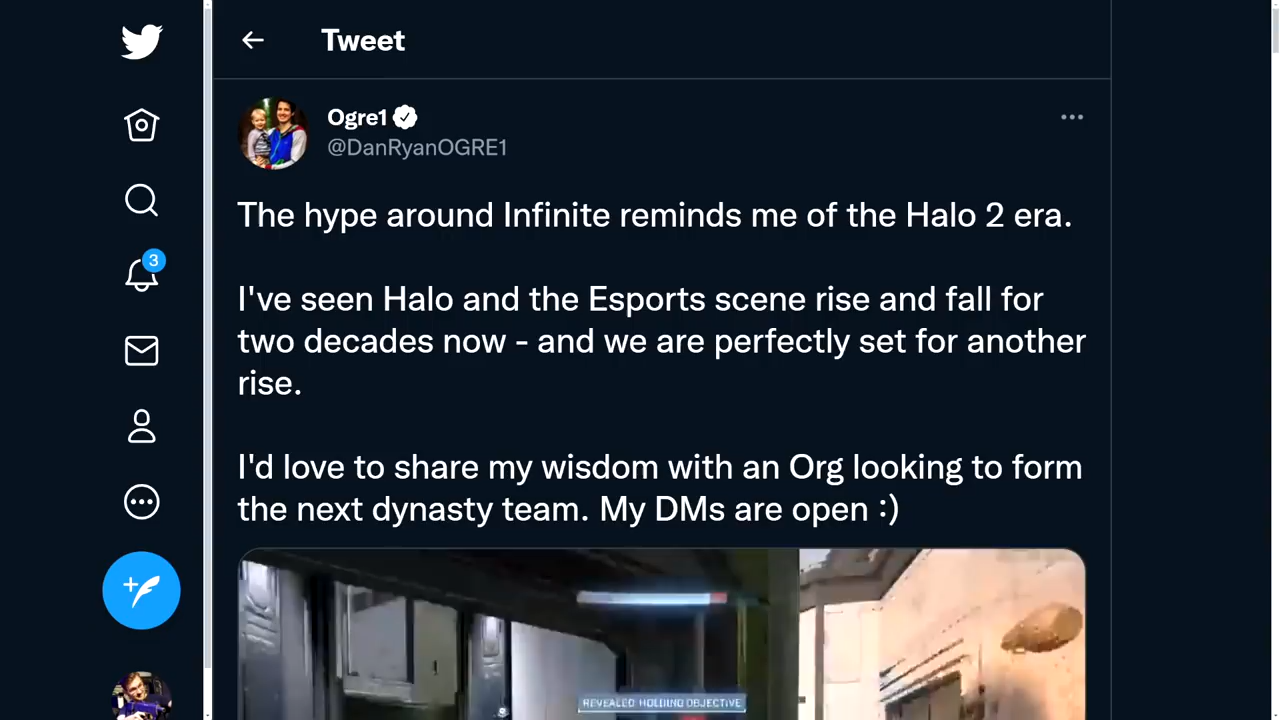 Tweet
Ogre1
@DanRyanOGRE1
The hype around Infinite reminds me of the Halo 2 era.
I've seen Halo and the Esports scene rise and fall for
two decades now - and we are perfectly set for another
rise.
I'd love to share my wisdom with an Org looking to form
the next dynasty team. My DMs are open :)
3
REVEALED HOLDING OBJECTIVE